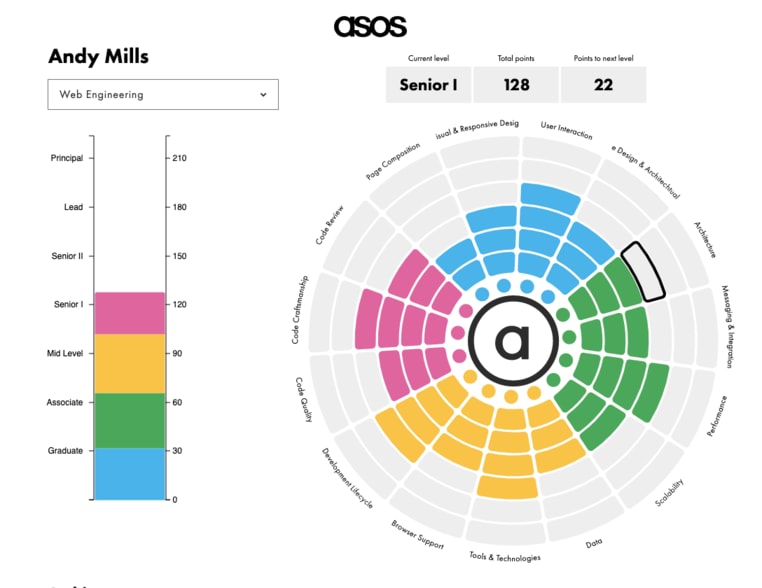 asos
Andy Mills
Web Engineering
Current level
Total points
Points to next level
Senior I
128
22
Principal
Lead
Senior II
Senior I
Mid Level
Associate
Graduate
210
180
150
120
90
60
30
0
isual & Responsive Desig
User Interaction
e Design & Architechtual
Architecture
Messaging & Integration
Performance
Scalability
Data
Tools & Technologies
Browser Support
Development Lifecycle
Code Quality
Code Craftsmanship
Code Review
Page Composition
a